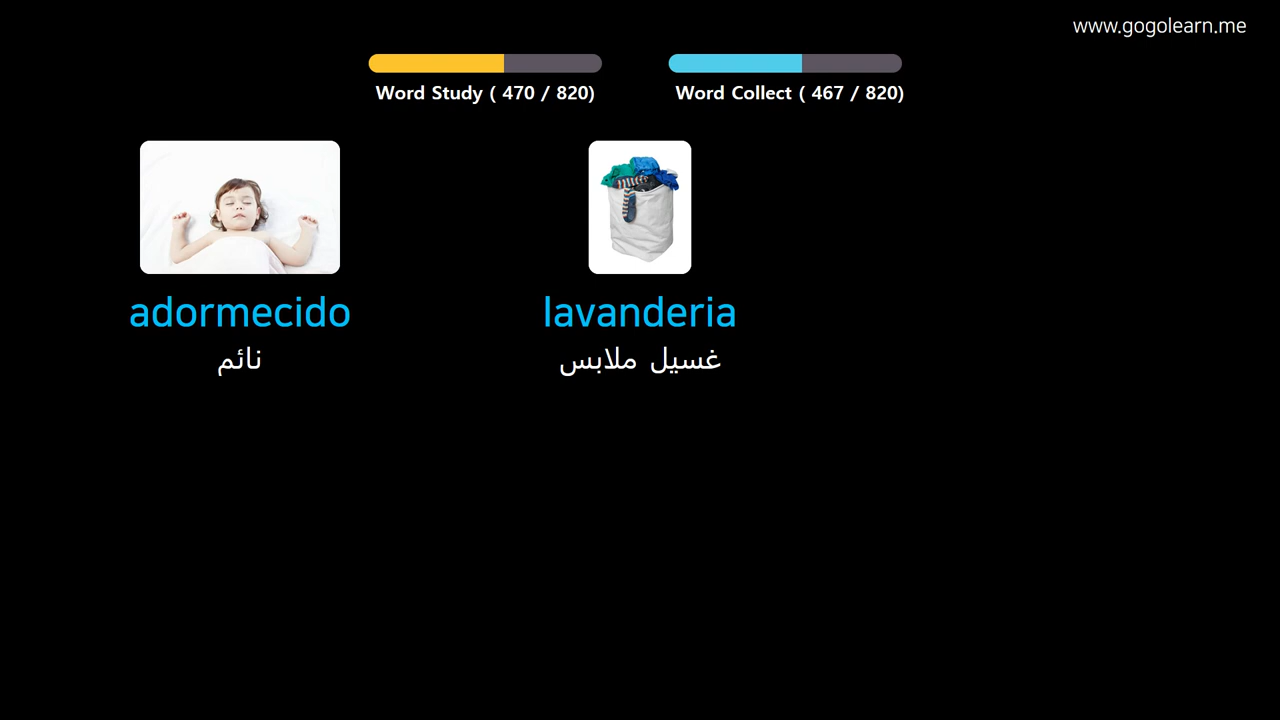 www.gogolearn.me
Word Study ( 470 / 820)
Word Collect ( 467 / 820)
adormecido
نائم
lavanderia
غسيل ملابس